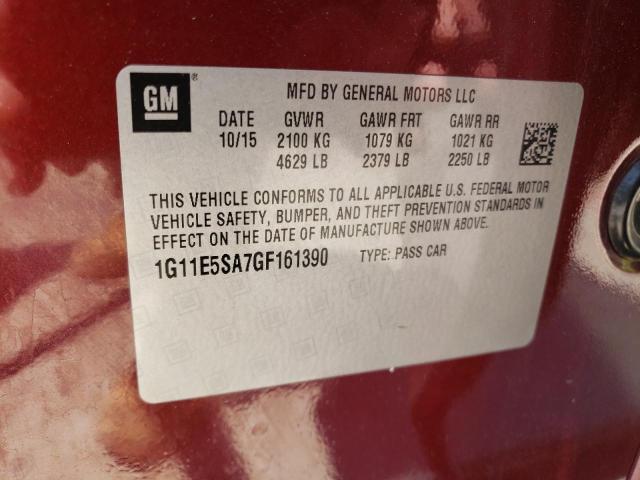 GM ®
MFD BY GENERAL MOTORS LLC
DATE GVWR GAWR FRT GAWR RR
10/15 2100 KG 1079 KG 1021 KG
4629 LB 2379 LB 2250 LB
THIS VEHICLE CONFORMS TO ALL APPLICABLE U.S. FEDERAL MOTOR
VEHICLE SAFETY, BUMPER, AND THEFT PREVENTION STANDARDS IN
EFFECT ON THE DATE OF MANUFACTURE SHOWN ABOVE.
1G11E5SA7GF161390 TYPE: PASS CAR